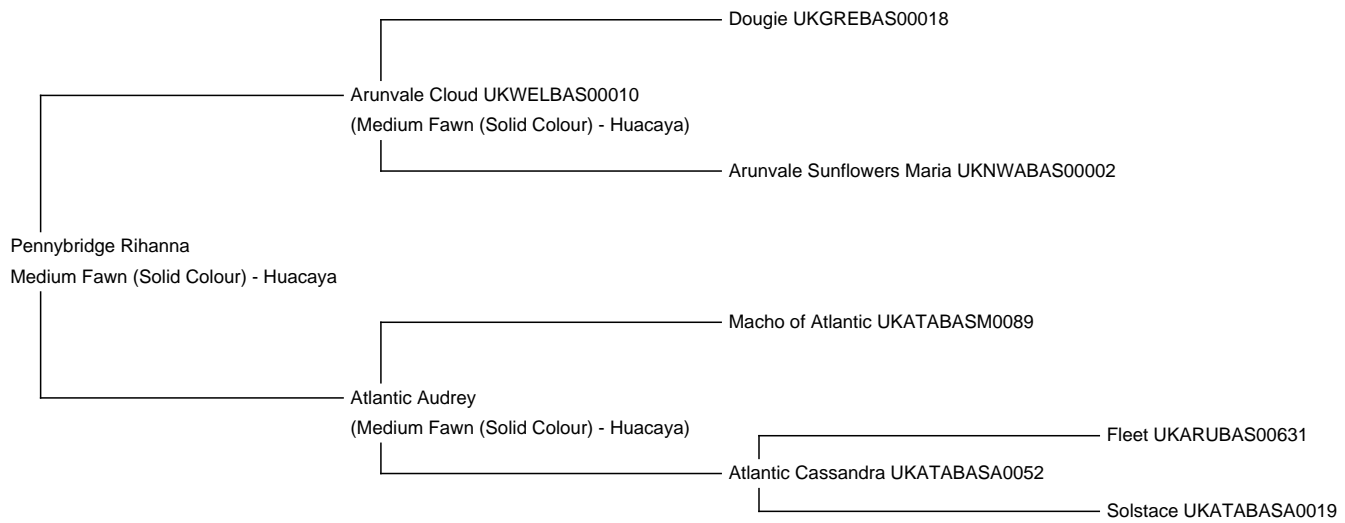 Dougie UKGREBAS00018
Arunvale Cloud UKWELBAS00010
(Medium Fawn (Solid Colour) - Huacaya)
Arunvale Sunflowers Maria UKNWABAS00002
Pennybridge Rihanna
Medium Fawn (Solid Colour) - Huacaya
Macho of Atlantic UKATABASM0089
Atlantic Audrey
(Medium Fawn (Solid Colour) - Huacaya)
Fleet UKARUBAS00631
Atlantic Cassandra UKATABASA0052
Solstace UKATABASA0019